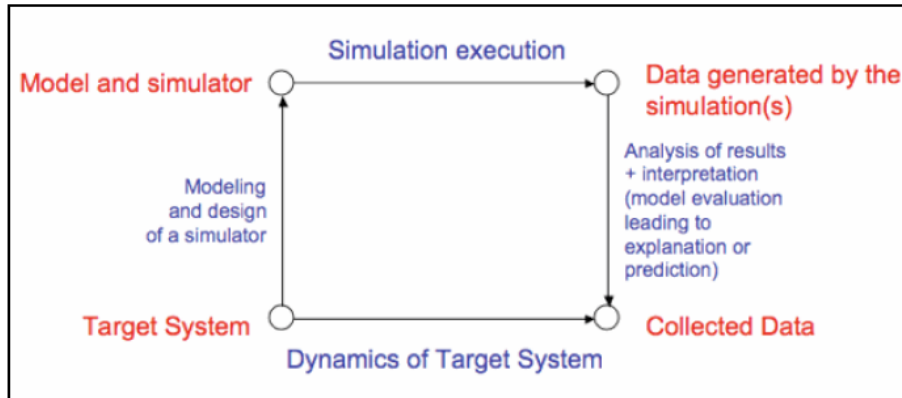 Simulation execution
Model and simulator
Data generated by the
simulation(s)
Modeling
and design
of a simulator
Analysis of results
+ interpretation
(model evaluation
leading to
explanation or
prediction)
Target System
Collected Data
Dynamics of Target System